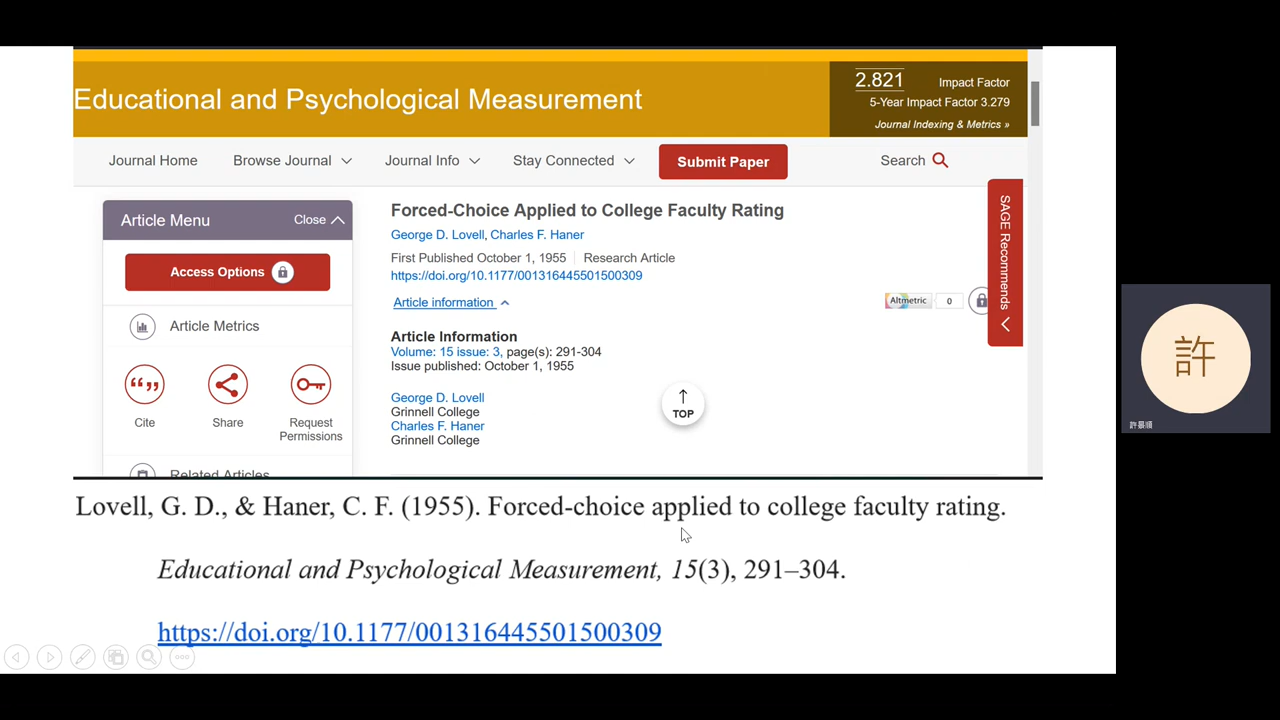 Educational and Psychological Measurement
2.821 Impact Factor
5-Year Impact Factor 3.279
Journal Indexing & Metrics »
Journal Home Browse Journal Journal Info Stay Connected Submit Paper Search
Article Menu Close
Access Options
Article Metrics
Cite Share Request Permissions
Related Articles
Forced-Choice Applied to College Faculty Rating
George D. Lovell, Charles F. Haner
First Published October 1, 1955 Research Article
https://doi.org/10.1177/001316445501500309
Article information
Altmetric 0
Article Information
Volume: 15 issue: 3, page(s): 291-304
Issue published: October 1, 1955
George D. Lovell
Grinnell College
Charles F. Haner
Grinnell College
TOP
SAGE Recommends
Lovell, G. D., & Haner, C. F. (1955). Forced-choice applied to college faculty rating.
Educational and Psychological Measurement, 15(3), 291–304.
https://doi.org/10.1177/001316445501500309
許
許景順